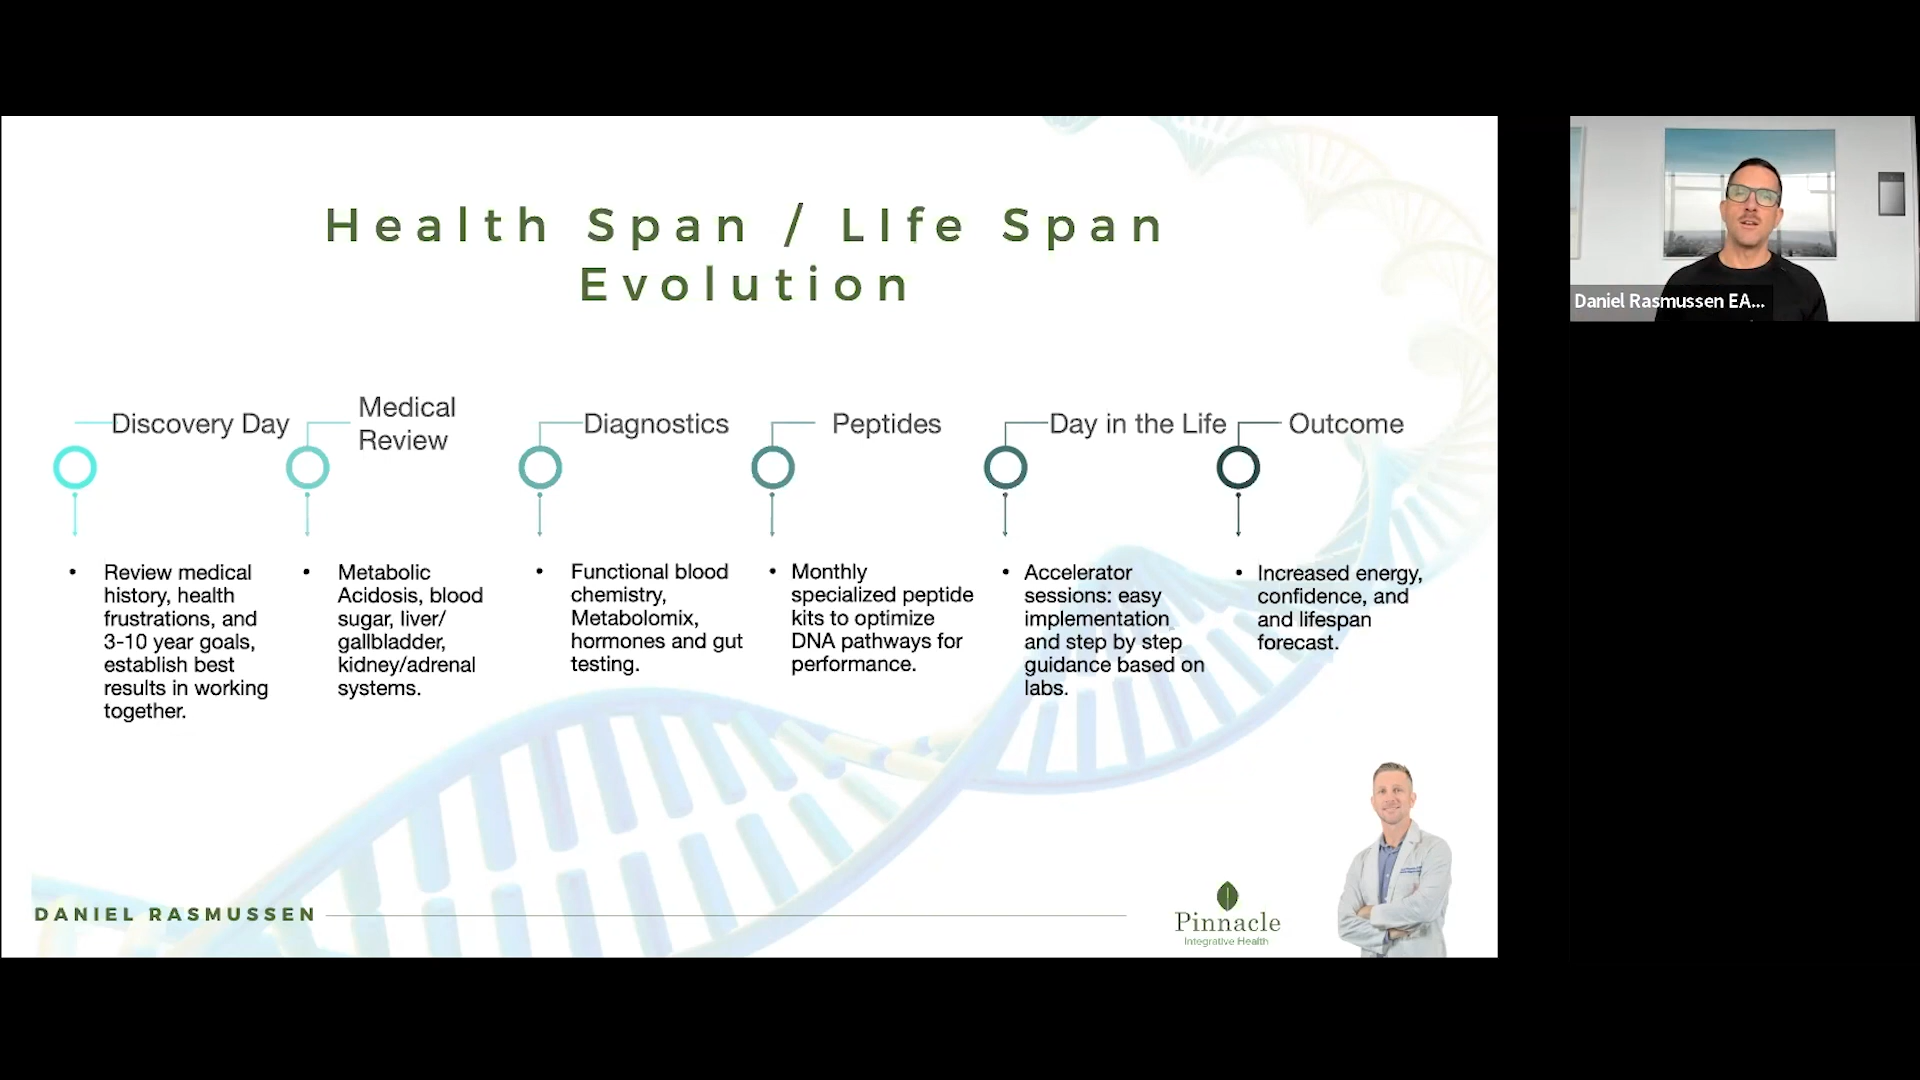 Health Span / LIfe Span
Evolution
Discovery Day
Medical
Review
Diagnostics
Peptides
Day in the Life
Outcome
• Review medical
history, health
frustrations, and
3-10 year goals,
establish best
results in working
together.
• Metabolic
Acidosis, blood
sugar, liver/
gallbladder,
kidney/adrenal
systems.
• Functional blood
chemistry,
Metabolomix,
hormones and gut
testing.
• Monthly
specialized peptide
kits to optimize
DNA pathways for
performance.
• Accelerator
sessions: easy
implementation
and step by step
guidance based on
labs.
• Increased energy,
confidence, and
and lifespan
forecast.
DANIEL RASMUSSEN
Pinnacle
Integrative Health
Daniel Rasmussen EA...